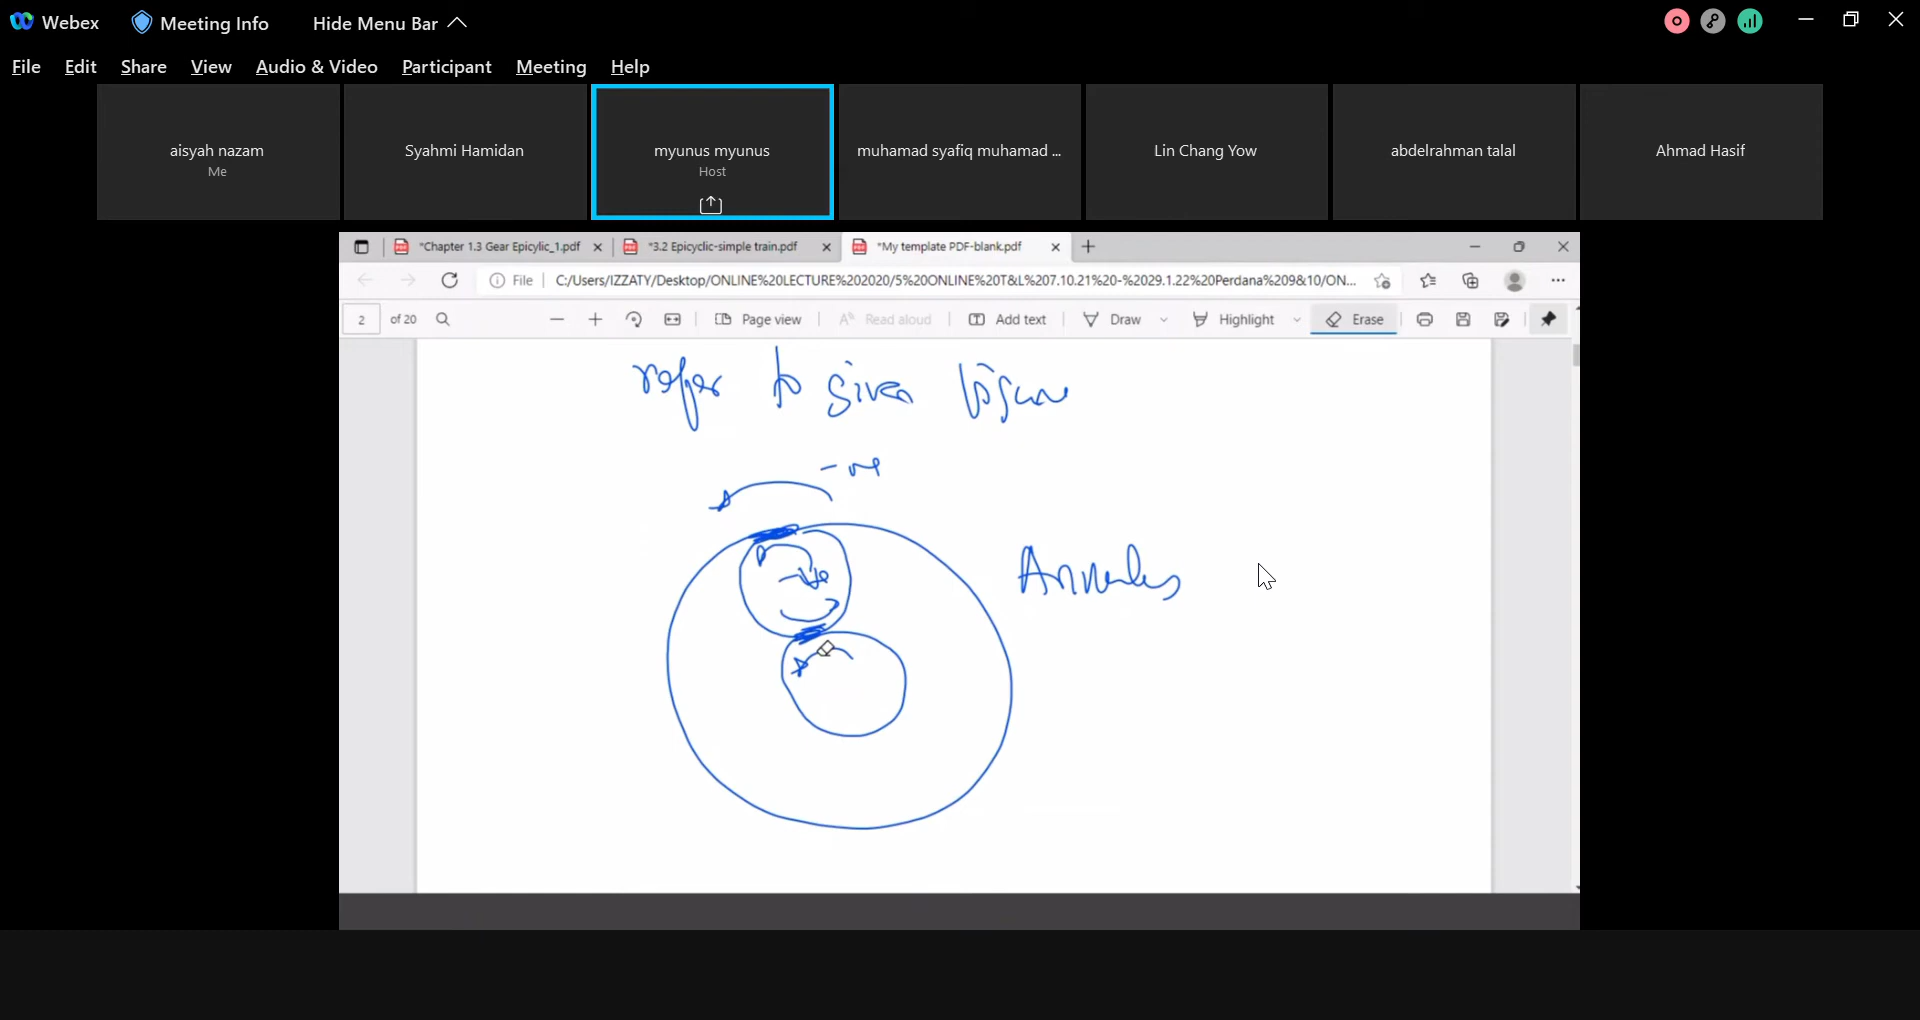 Webex Meeting Info Hide Menu Bar
File Edit Share View Audio & Video Participant Meeting Help
aisyah nazam
Me
Syahmi Hamidan
myunus myunus
Host
muhamad syafiq muhamad ...
Lin Chang Yow
abdelrahman talal
Ahmad Hasif
*Chapter 1.3 Gear Epicylic_1.pdf
*3.2 Epicyclic-simple train.pdf
*My template PDF-blank.pdf
File C:/Users/IZZATY/Desktop/ONLINE%20LECTURE%202020/5%20ONLINE%20T&L%207.10.21%20-%2029.1.22%20Perdana%209&10/ON...
2 of 20 Page view Read aloud Add text Draw Highlight Erase
refer to given
-ve
-ve
Annulus